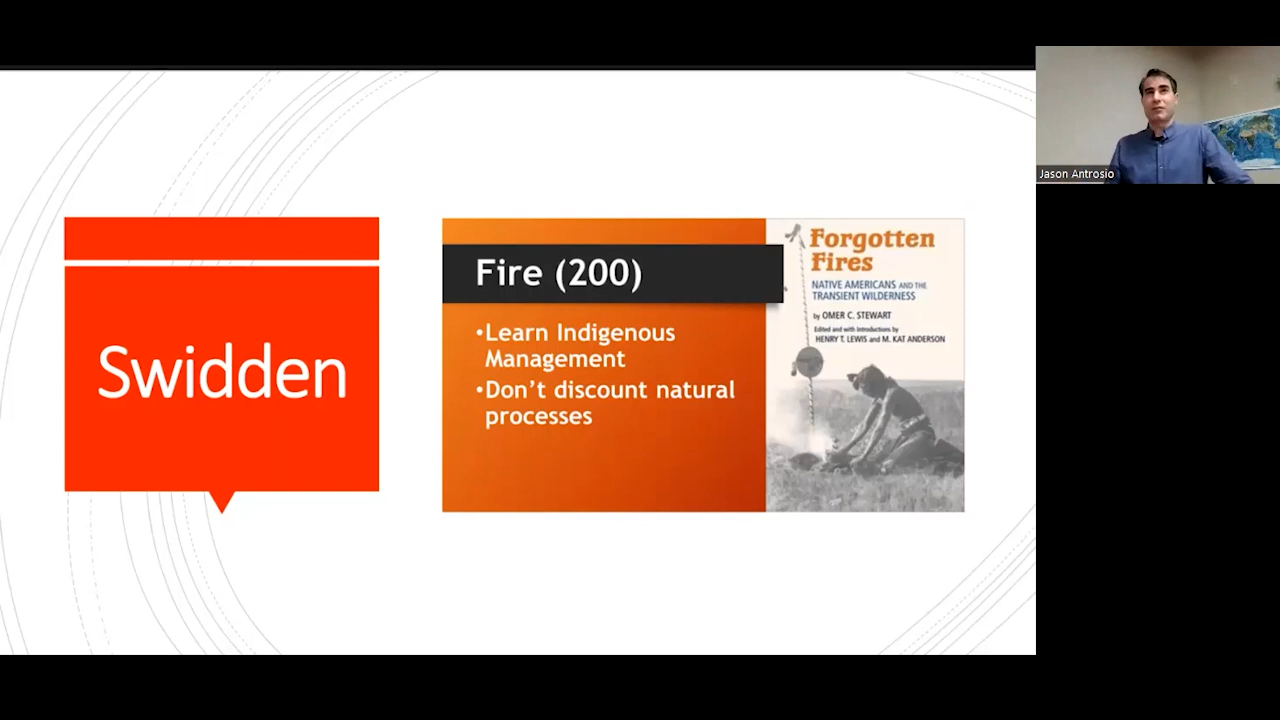 Swidden
Fire (200)
•Learn Indigenous
Management
•Don't discount natural
processes
Forgotten
Fires
NATIVE AMERICANS AND THE
TRANSIENT WILDERNESS
by OMER C. STEWART
Edited and with introductions by
HENRY T. LEWIS and M. KAT ANDERSON
Jason Antrosio